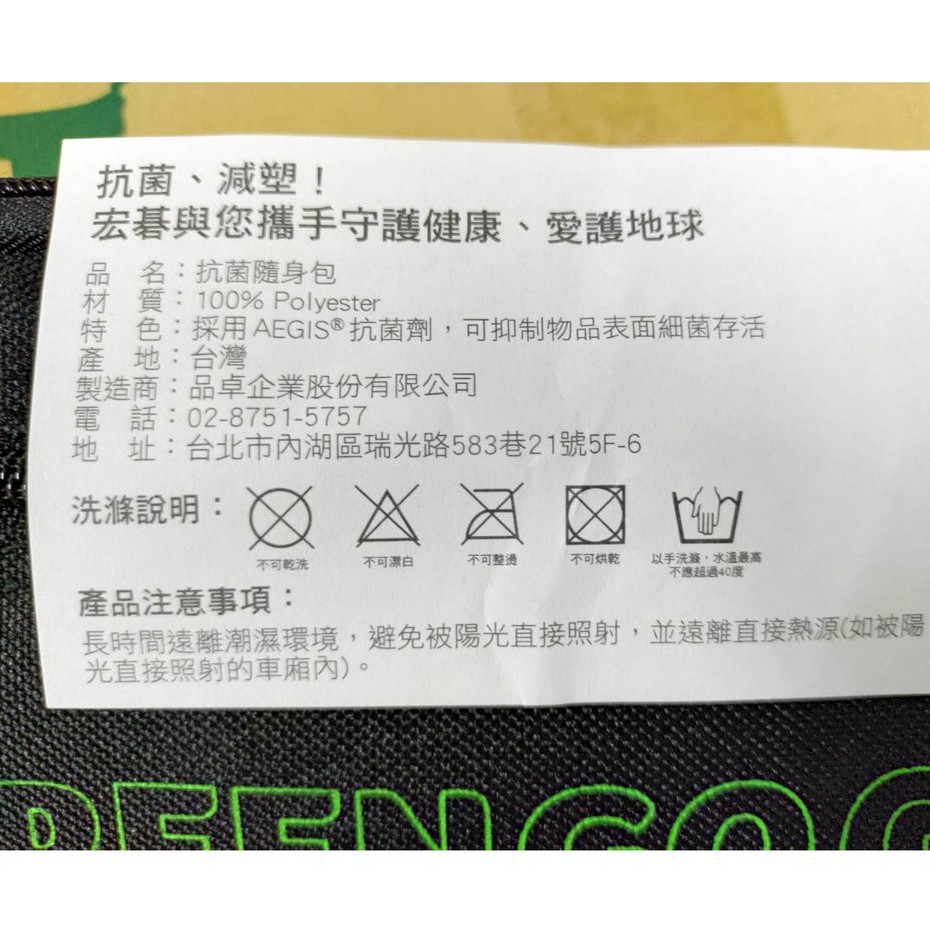 抗菌、減塑！
宏碁與您攜手守護健康、愛護地球
品　名：抗菌隨身包
材　質：100% Polyester
特　色：採用AEGIS®抗菌劑，可抑制物品表面細菌存活
產　地：台灣
製造商：品卓企業股份有限公司
電　話：02-8751-5757
地　址：台北市內湖區瑞光路583巷21號5F-6
洗滌說明：
不可乾洗 不可漂白 不可整燙 不可烘乾 以手洗滌，水溫最高
不應超過40度
產品注意事項：
長時間遠離潮濕環境，避免被陽光直接照射，並遠離直接熱源(如被陽
光直接照射的車廂內)。